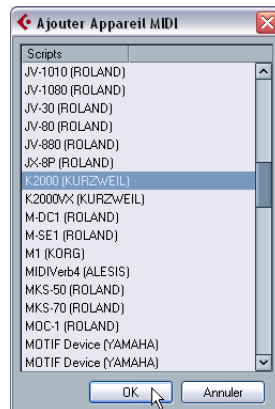 Ajouter Appareil MIDI
Scripts
JV-1010 (ROLAND)
JV-1080 (ROLAND)
JV-30 (ROLAND)
JV-80 (ROLAND)
JV-880 (ROLAND)
JX-8P (ROLAND)
K2000 (KURZWEIL)
K2000VX (KURZWEIL)
M-DC1 (ROLAND)
M-SE1 (ROLAND)
M1 (KORG)
MIDIVerb4 (ALESIS)
MKS-50 (ROLAND)
MKS-70 (ROLAND)
MOC-1 (ROLAND)
MOTIF Device (YAMAHA)
MOTIF Device (YAMAHA)
OK Annuler